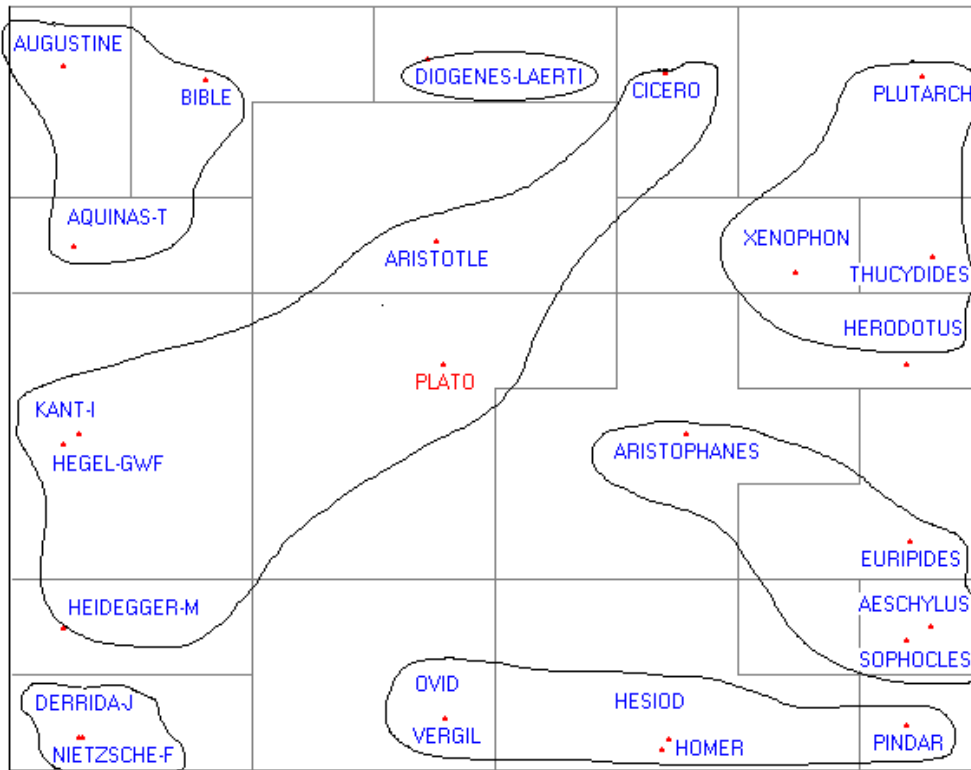 AUGUSTINE
BIBLE
DIOGENES-LAERTI
CICERO
PLUTARCH
AQUINAS-T
ARISTOTLE
XENOPHON
THUCYDIDES
HERODOTUS
PLATO
KANT-I
HEGEL-GWF
ARISTOPHANES
EURIPIDES
HEIDEGGER-M
AESCHYLUS
SOPHOCLES
OVID
HESIOD
DERRIDA-J
VERGIL
HOMER
PINDAR
NIETZSCHE-F